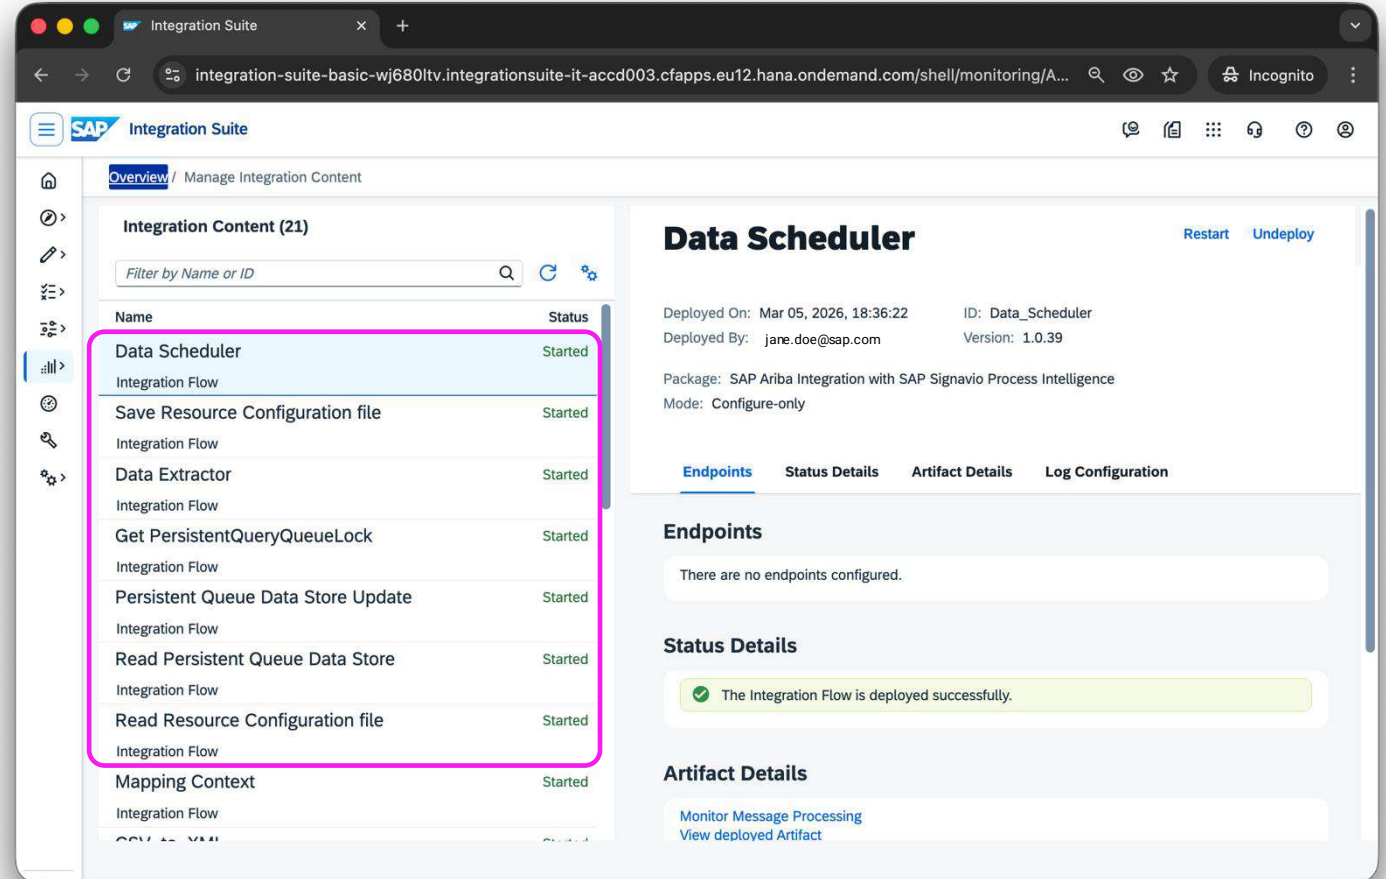 SAP Integration Suite
integration-suite-basic-wj680ltv.integrationsuite-it-accd003.cfapps.eu12.hana.ondemand.com/shell/monitoring/A...
Incognito
SAP Integration Suite
Overview / Manage Integration Content
Integration Content (21)
Filter by Name or ID
Name Status
Data Scheduler Started
Integration Flow
Save Resource Configuration file Started
Integration Flow
Data Extractor Started
Integration Flow
Get PersistentQueryQueueLock Started
Integration Flow
Persistent Queue Data Store Update Started
Integration Flow
Read Persistent Queue Data Store Started
Integration Flow
Read Resource Configuration file Started
Integration Flow
Mapping Context Started
Integration Flow
Data Scheduler
Restart Undeploy
Deployed On: Mar 05, 2026, 18:36:22 ID: Data_Scheduler
Deployed By: jane.doe@sap.com Version: 1.0.39
Package: SAP Ariba Integration with SAP Signavio Process Intelligence
Mode: Configure-only
Endpoints Status Details Artifact Details Log Configuration
Endpoints
There are no endpoints configured.
Status Details
The Integration Flow is deployed successfully.
Artifact Details
Monitor Message Processing
View deployed Artifact